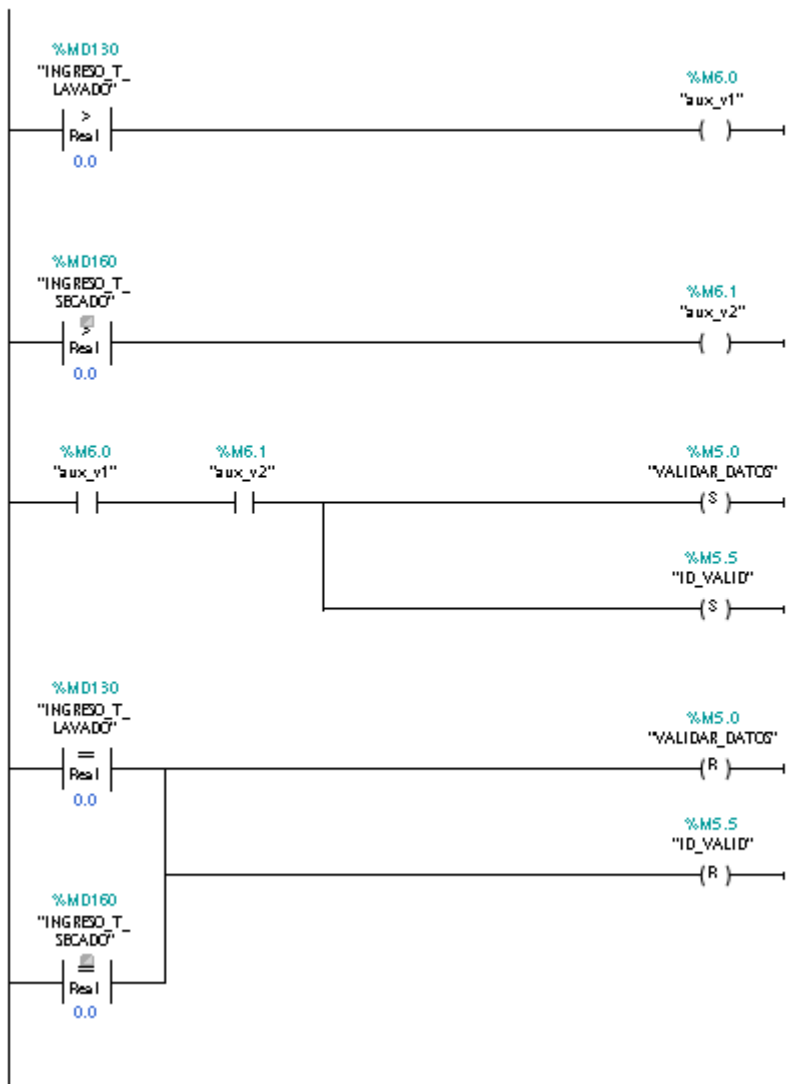 %MD130
"INGRESO_T_
LAVADO"
>
Real
0.0
%M6.0
"aux_v1"
( )
%MD160
"INGRESO_T_
SECADO"
>
Real
0.0
%M6.1
"aux_v2"
( )
%M6.0
"aux_v1"
%M6.1
"aux_v2"
%M5.0
"VALIDAR_DATOS"
(S)
%M5.5
"ID_VALID"
(S)
%MD130
"INGRESO_T_
LAVADO"
==
Real
0.0
%M5.0
"VALIDAR_DATOS"
(R)
%M5.5
"ID_VALID"
(R)
%MD160
"INGRESO_T_
SECADO"
==
Real
0.0